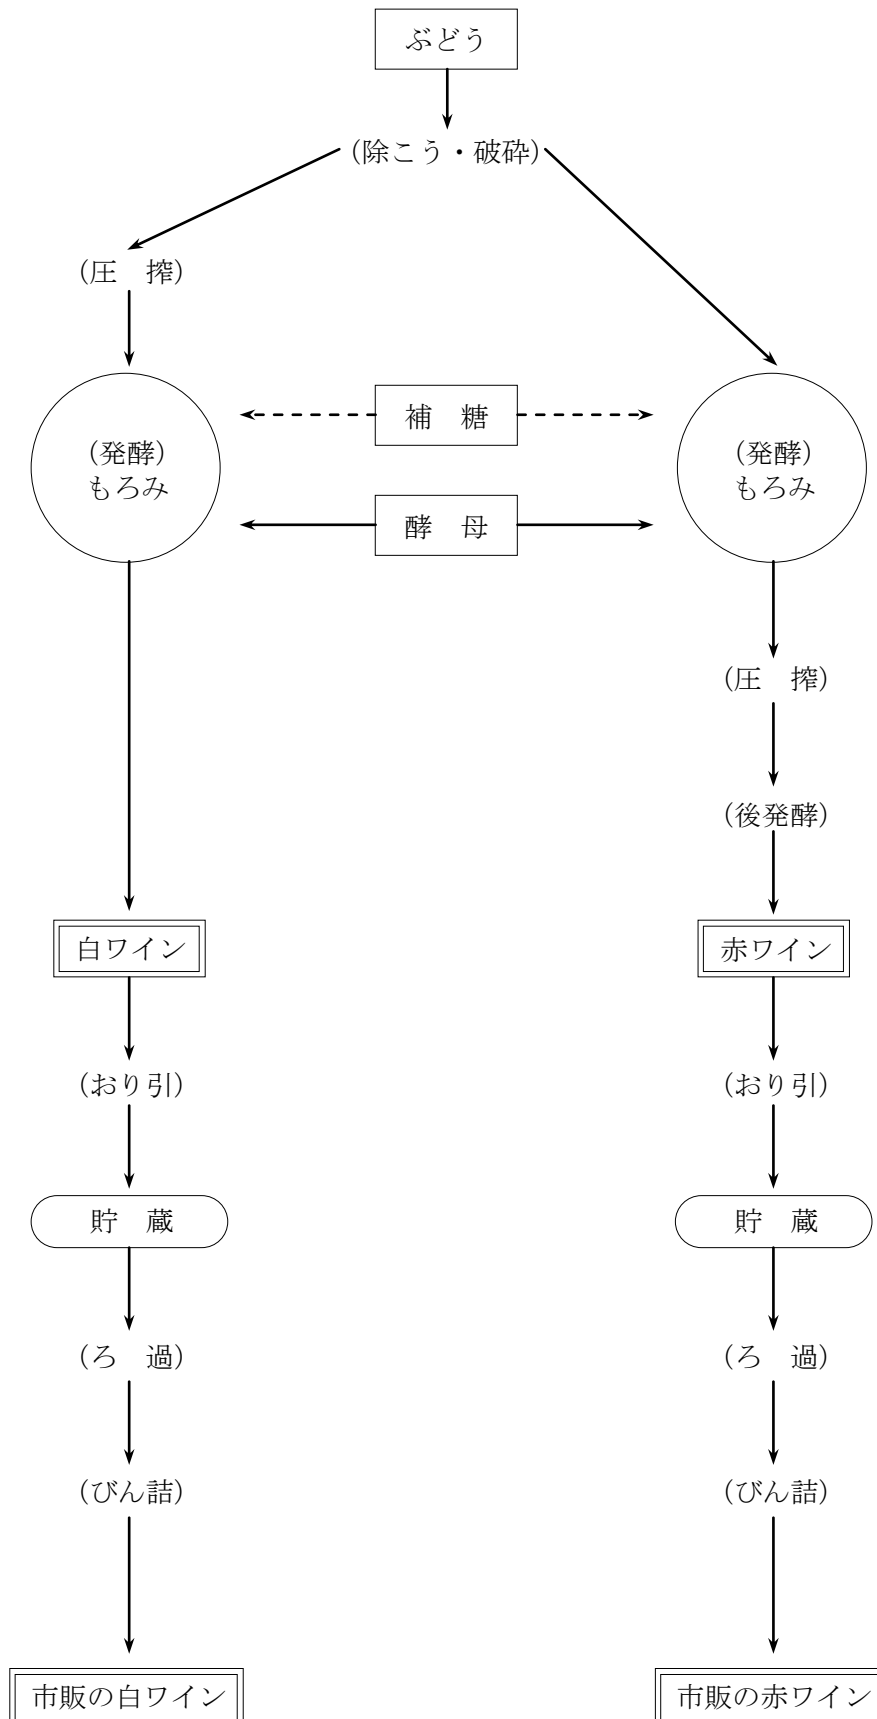 ぶどう
（除こう・破砕）
（圧　搾）
（発酵）
もろみ
補　糖
酵　母
（発酵）
もろみ
（圧　搾）
（後発酵）
白ワイン
赤ワイン
（おり引）
（おり引）
貯　蔵
貯　蔵
（ろ　過）
（ろ　過）
（びん詰）
（びん詰）
市販の白ワイン
市販の赤ワイン